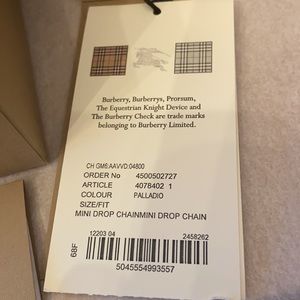 Burberry, Burberrys, Prorsum,
The Equestrian Knight Device and
The Burberry Check are trade marks
belonging to Burberry Limited.
CH GM6:AAVVD:04800
ORDER No 4500502727
ARTICLE 4078402 1
COLOUR PALLADIO
SIZE/FIT
MINI DROP CHAINMINI DROP CHAIN
12203 04 2458262
68F
5045554993557